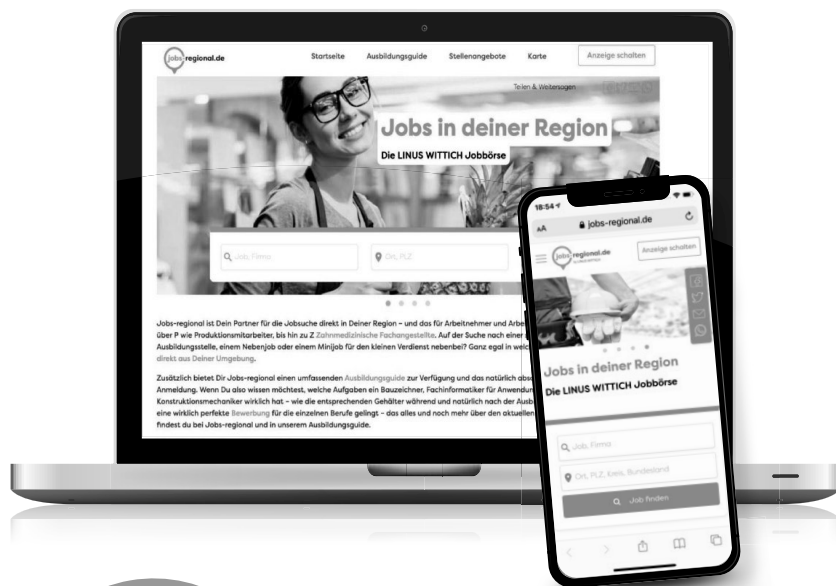 jobs-regional.de
Startseite
Ausbildungsguide
Stellenangebote
Karte
Anzeige schalten
Teilen & Weitersagen
Jobs in deiner Region
Die LINUS WITTICH Jobbörse
Job, Firma
Ort, PLZ
Jobs-regional ist Dein Partner für die Jobsuche direkt in Deiner Region – und das für Arbeitnehmer und
über P wie Produktionsmitarbeiter, bis hin zu Z Zahnmedizinische Fachangestellte. Auf der Suche nach einer
Ausbildungsstelle, einem Nebenjob oder einem Minijob für den kleinen Verdienst nebenbei? Ganz egal in
direkt aus Deiner Umgebung.
Zusätzlich bietet Dir Jobs-regional einen umfassenden Ausbildungsguide zur Verfügung und das natürlich
Anmeldung. Wenn Du also wissen möchtest, welche Aufgaben ein Bauzeichner, Fachinformatiker für
Konstruktionsmechaniker wirklich hat – wie die entsprechenden Gehälter während und natürlich nach der
eine wirklich perfekte Bewerbung für die einzelnen Berufe gelingt – das alles und noch mehr über den aktuellen
findest du bei Jobs-regional und in unserem Ausbildungsguide.
18:54
AA
jobs-regional.de
jobs-regional.de
by LINUS WITTICH
Anzeige schalten
Jobs in deiner Region
Die LINUS WITTICH Jobbörse
Job, Firma
Ort, PLZ, Kreis, Bundesland
Job finden